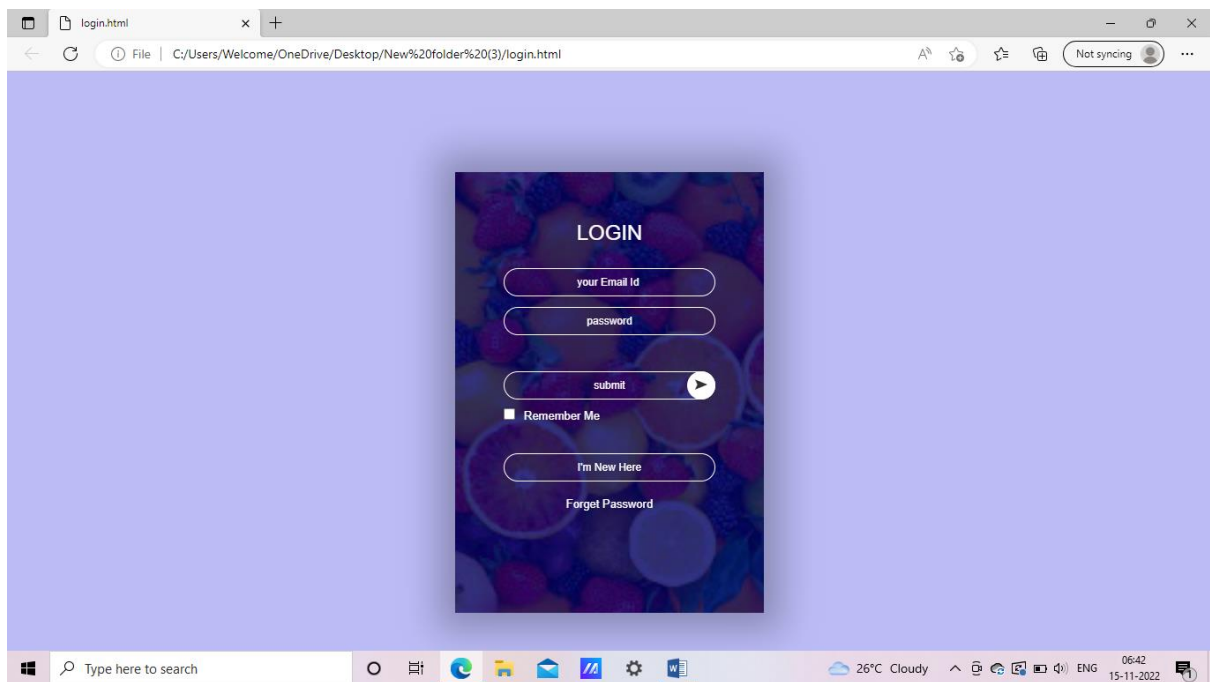 login.html
File | C:/Users/Welcome/OneDrive/Desktop/New%20folder%20(3)/login.html
Not syncing
LOGIN
your Email Id
password
submit
Remember Me
I'm New Here
Forget Password
Type here to search
26°C Cloudy
ENG
06:42
15-11-2022
1